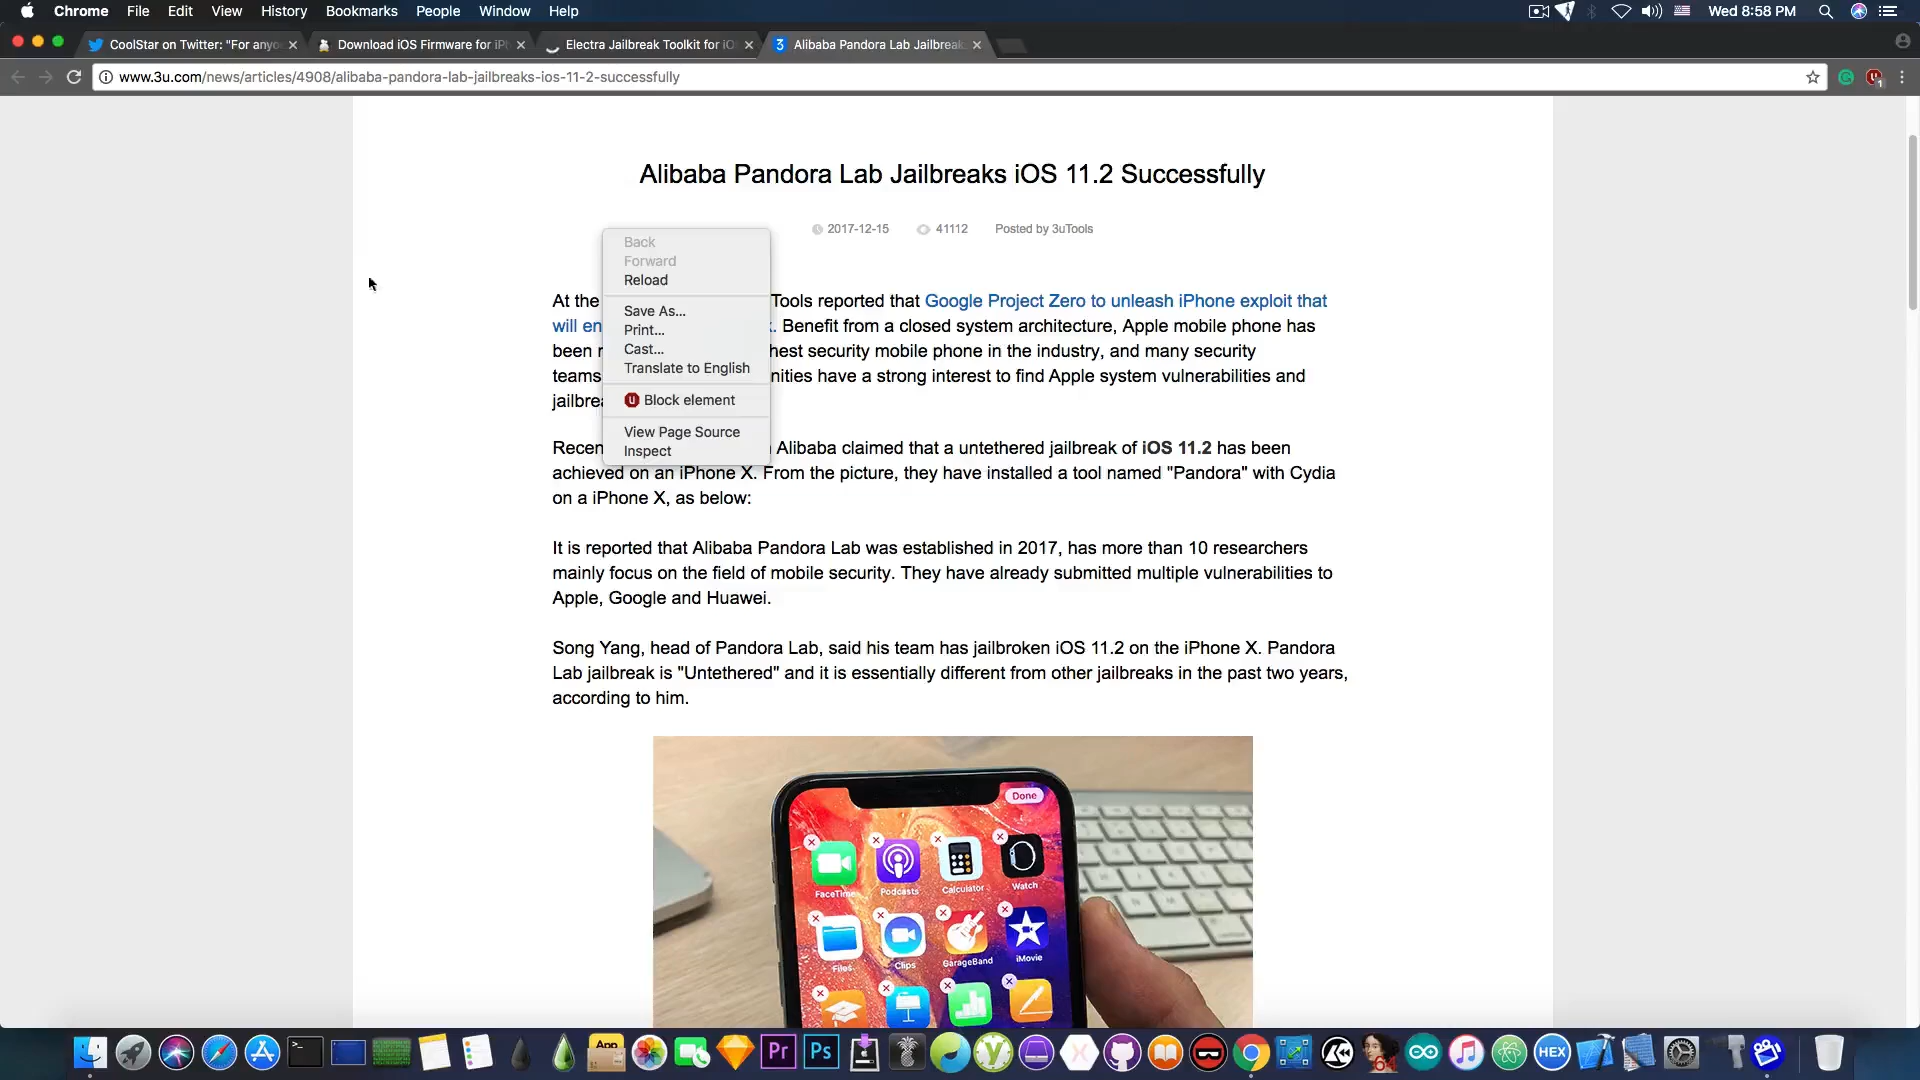 Chrome File Edit View History Bookmarks People Window Help Wed 8:58 PM
CoolStar on Twitter: "For anyo
Download iOS Firmware for iP
Electra Jailbreak Toolkit for iO
Alibaba Pandora Lab Jailbreak
www.3u.com/news/articles/4908/alibaba-pandora-lab-jailbreaks-ios-11-2-successfully
Alibaba Pandora Lab Jailbreaks iOS 11.2 Successfully
2017-12-15 41112 Posted by 3uTools
Back
Forward
Reload
Save As...
Print...
Cast...
Translate to English
Block element
View Page Source
Inspect
At the Tools reported that Google Project Zero to unleash iPhone exploit that
will en . Benefit from a closed system architecture, Apple mobile phone has
been hest security mobile phone in the industry, and many security
teams nities have a strong interest to find Apple system vulnerabilities and
jailbrea
Recen Alibaba claimed that a untethered jailbreak of iOS 11.2 has been
achieved on an iPhone X. From the picture, they have installed a tool named "Pandora" with Cydia
on a iPhone X, as below:
It is reported that Alibaba Pandora Lab was established in 2017, has more than 10 researchers
mainly focus on the field of mobile security. They have already submitted multiple vulnerabilities to
Apple, Google and Huawei.
Song Yang, head of Pandora Lab, said his team has jailbroken iOS 11.2 on the iPhone X. Pandora
Lab jailbreak is "Untethered" and it is essentially different from other jailbreaks in the past two years,
according to him.
Done
FaceTime Podcasts Calculator Watch
Files Clips GarageBand iMovie
App
Pr Ps
64
HEX